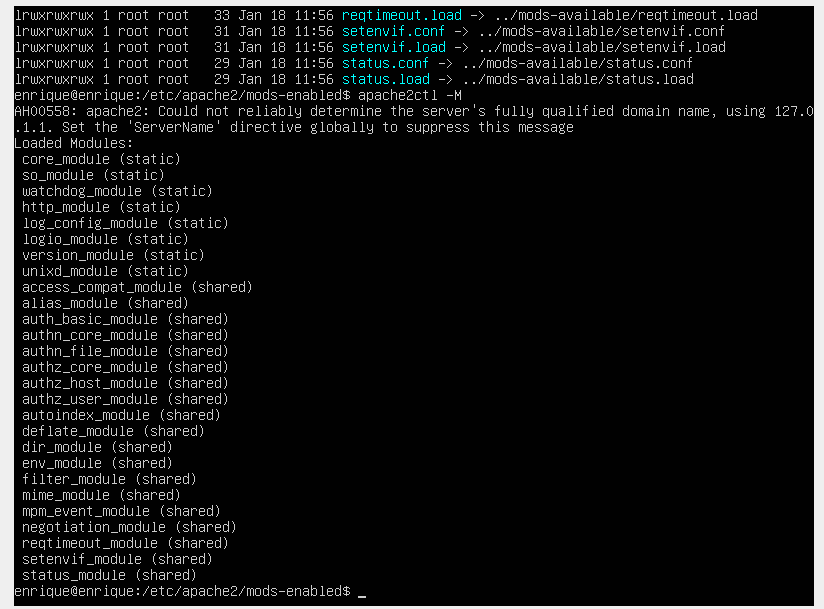 lrwxrwxrwx 1 root root   33 Jan 18 11:56 reqtimeout.load -> ../mods-available/reqtimeout.load
lrwxrwxrwx 1 root root   31 Jan 18 11:56 setenvif.conf -> ../mods-available/setenvif.conf
lrwxrwxrwx 1 root root   31 Jan 18 11:56 setenvif.load -> ../mods-available/setenvif.load
lrwxrwxrwx 1 root root   29 Jan 18 11:56 status.conf -> ../mods-available/status.conf
lrwxrwxrwx 1 root root   29 Jan 18 11:56 status.load -> ../mods-available/status.load
enrique@enrique:/etc/apache2/mods-enabled$ apache2ctl -M
AH00558: apache2: Could not reliably determine the server's fully qualified domain name, using 127.0
.1.1. Set the 'ServerName' directive globally to suppress this message
Loaded Modules:
 core_module (static)
 so_module (static)
 watchdog_module (static)
 http_module (static)
 log_config_module (static)
 logio_module (static)
 version_module (static)
 unixd_module (static)
 access_compat_module (shared)
 alias_module (shared)
 auth_basic_module (shared)
 authn_core_module (shared)
 authn_file_module (shared)
 authz_core_module (shared)
 authz_host_module (shared)
 authz_user_module (shared)
 autoindex_module (shared)
 deflate_module (shared)
 dir_module (shared)
 env_module (shared)
 filter_module (shared)
 mime_module (shared)
 mpm_event_module (shared)
 negotiation_module (shared)
 reqtimeout_module (shared)
 setenvif_module (shared)
 status_module (shared)
enrique@enrique:/etc/apache2/mods-enabled$ _